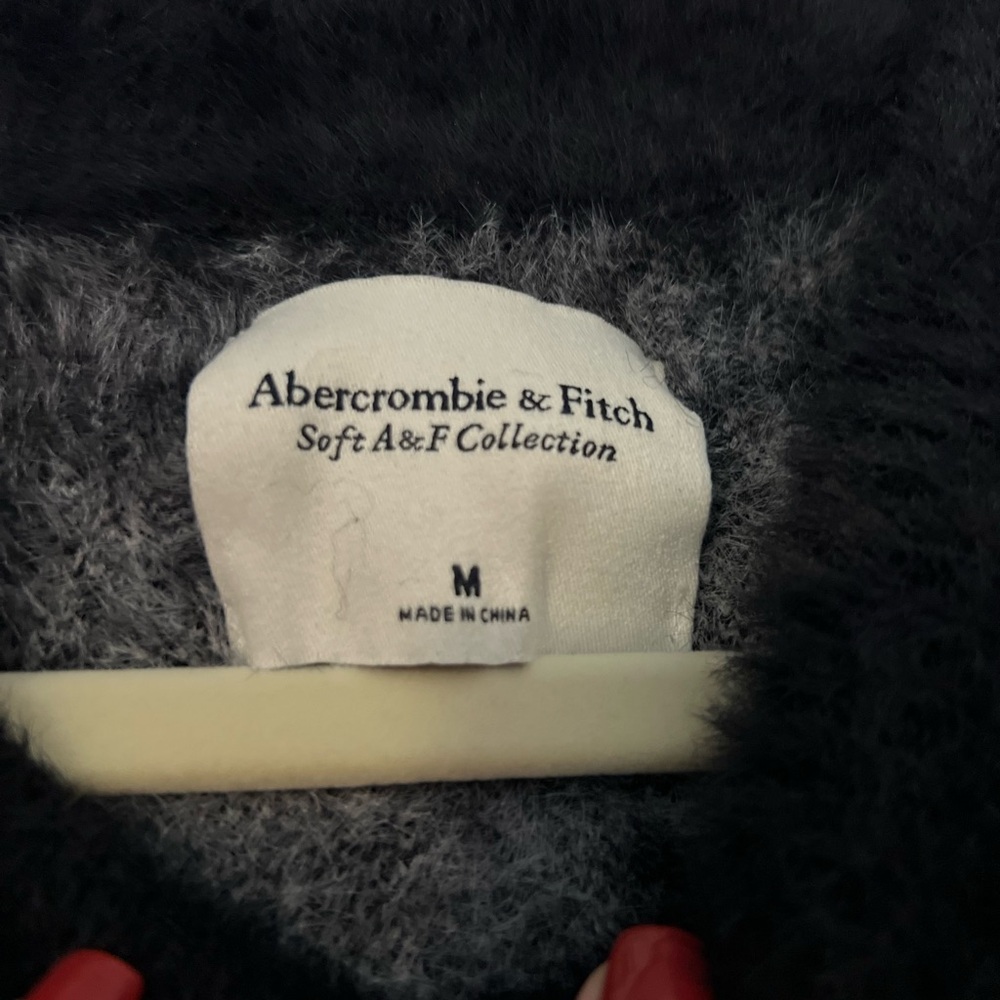 Abercrombie & Fitch
Soft A&F Collection
M
MADE IN CHINA